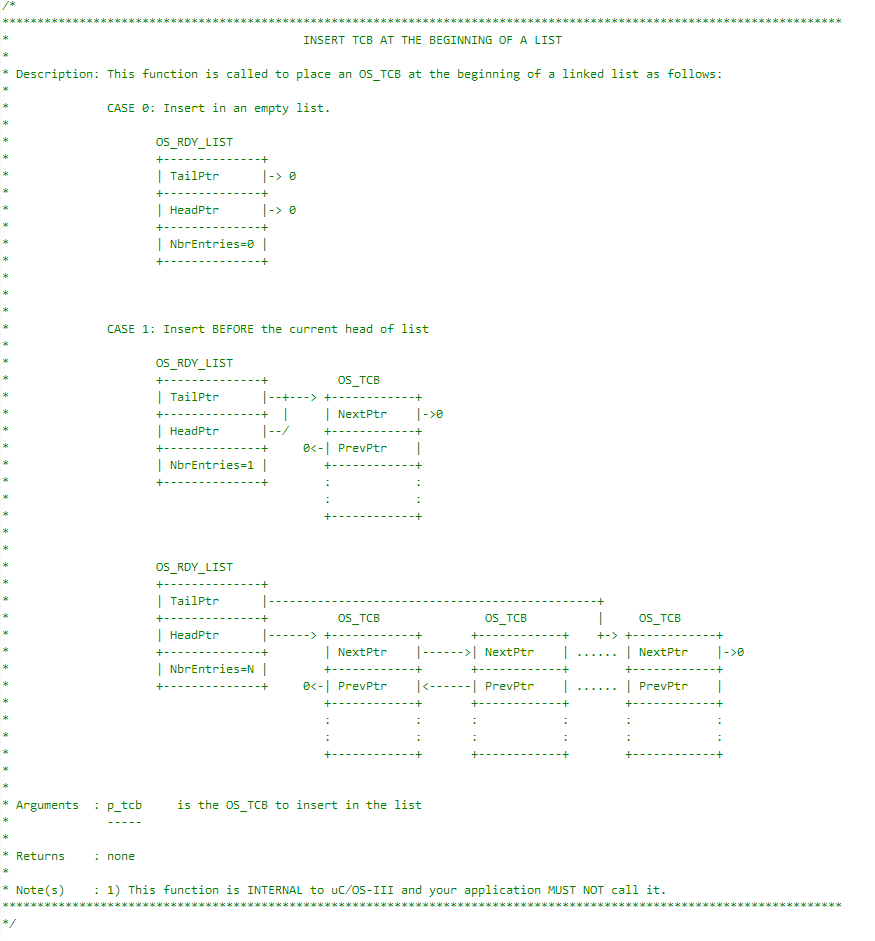 /*
************************************************************************************************************************
*                                          INSERT TCB AT THE BEGINNING OF A LIST
*
* Description: This function is called to place an OS_TCB at the beginning of a linked list as follows:
*
*              CASE 0: Insert in an empty list.
*
*                     OS_RDY_LIST
*                     +--------------+
*                     | TailPtr      |-> 0
*                     +--------------+
*                     | HeadPtr      |-> 0
*                     +--------------+
*                     | NbrEntries=0 |
*                     +--------------+
*
*
*
*              CASE 1: Insert BEFORE the current head of list
*
*                     OS_RDY_LIST
*                     +--------------+          OS_TCB
*                     | TailPtr      |--+---> +------------+
*                     +--------------+  |     | NextPtr    |->0
*                     | HeadPtr      |--/     +------------+
*                     +--------------+     0<-| PrevPtr    |
*                     | NbrEntries=1 |        +------------+
*                     +--------------+        :            :
*                                             :            :
*                                             +------------+
*
*
*                     OS_RDY_LIST
*                     +--------------+
*                     | TailPtr      |-----------------------------------------------+
*                     +--------------+          OS_TCB               OS_TCB          |     OS_TCB
*                     | HeadPtr      |------> +------------+       +------------+    +-> +------------+
*                     +--------------+        | NextPtr    |------>| NextPtr    | ...... | NextPtr    |->0
*                     | NbrEntries=N |        +------------+       +------------+        +------------+
*                     +--------------+     0<-| PrevPtr    |<------| PrevPtr    | ...... | PrevPtr    |
*                                             +------------+       +------------+        +------------+
*                                             :            :       :            :        :            :
*                                             :            :       :            :        :            :
*                                             +------------+       +------------+        +------------+
*
*
* Arguments  : p_tcb     is the OS_TCB to insert in the list
*              -----
*
* Returns    : none
*
* Note(s)    : 1) This function is INTERNAL to uC/OS-III and your application MUST NOT call it.
************************************************************************************************************************
*/